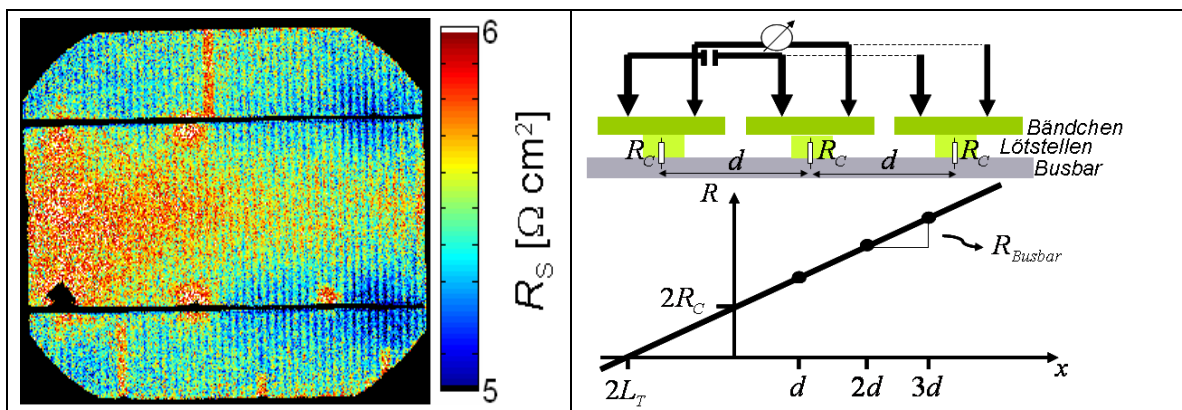 6
R_S [Ω cm²]
5
Bändchen
Lötstellen
R_C R_C R_C Busbar
d d
R
R_Busbar
2R_C
2L_T d 2d 3d x